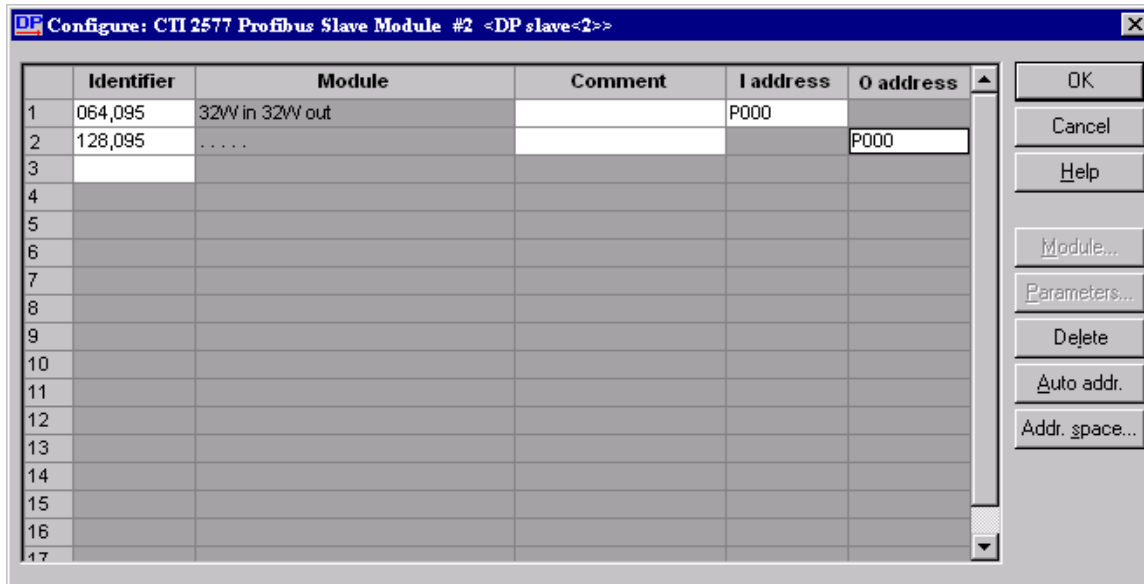 DP Configure: CTI 2577 Profibus Slave Module #2 <DP slave<2>>
Identifier Module Comment I address O address
1 064,095 32W in 32W out P000
2 128,095 ..... P000
3
4
5
6
7
8
9
10
11
12
13
14
15
16
17
OK
Cancel
Help
Module...
Parameters...
Delete
Auto addr.
Addr. space...